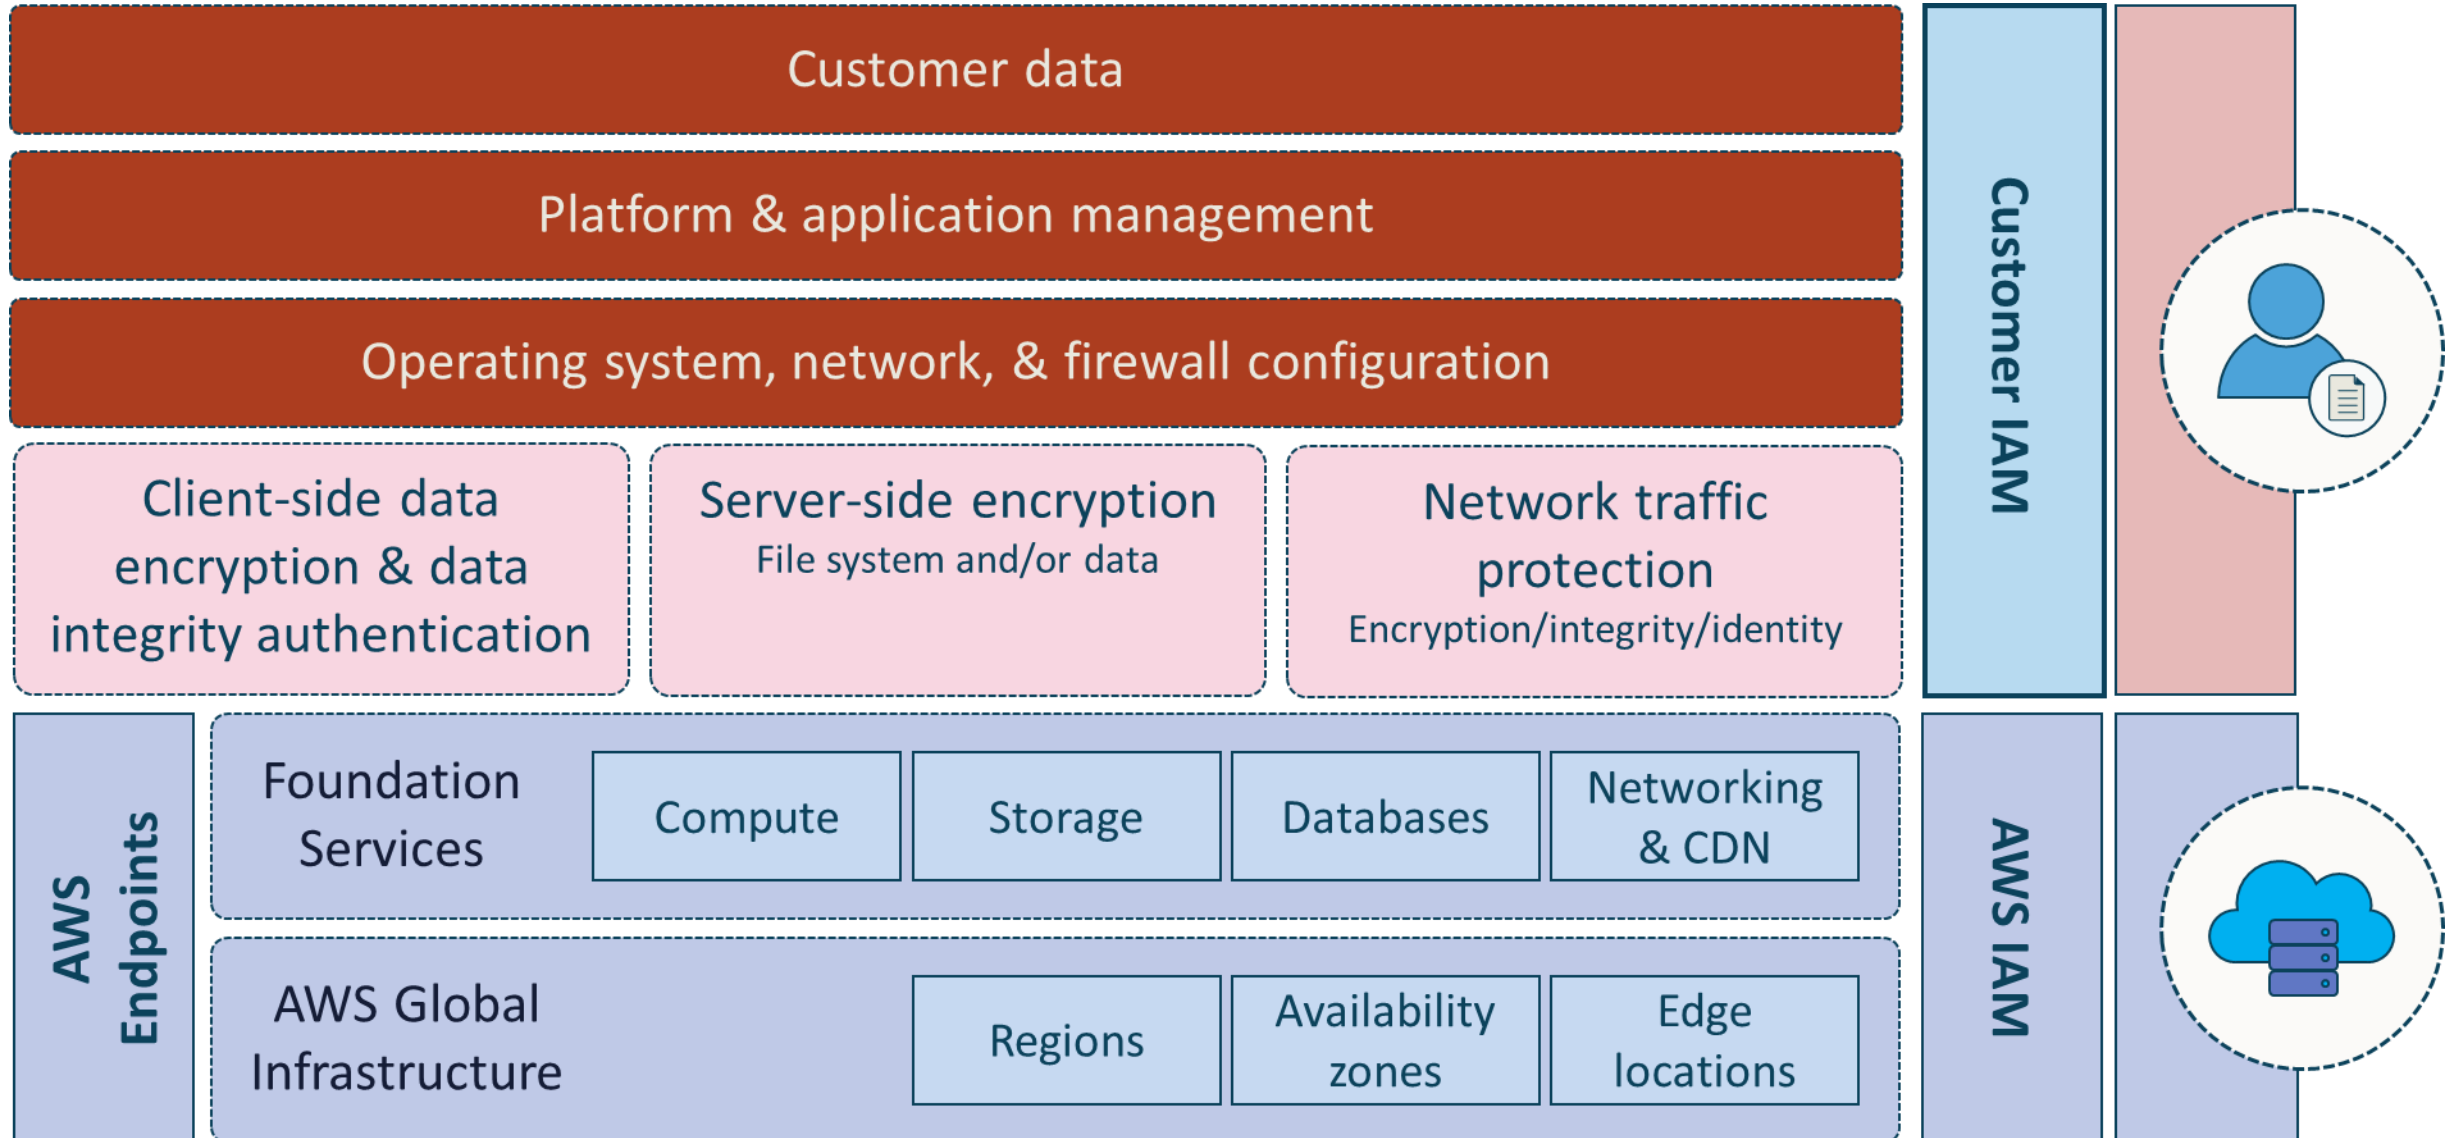 Customer data
Platform & application management
Operating system, network, & firewall configuration
Client-side data
encryption & data
integrity authentication
Server-side encryption
File system and/or data
Network traffic
protection
Encryption/integrity/identity
Customer IAM
AWS
Endpoints
Foundation
Services
Compute
Storage
Databases
Networking
& CDN
AWS Global
Infrastructure
Regions
Availability
zones
Edge
locations
AWS IAM